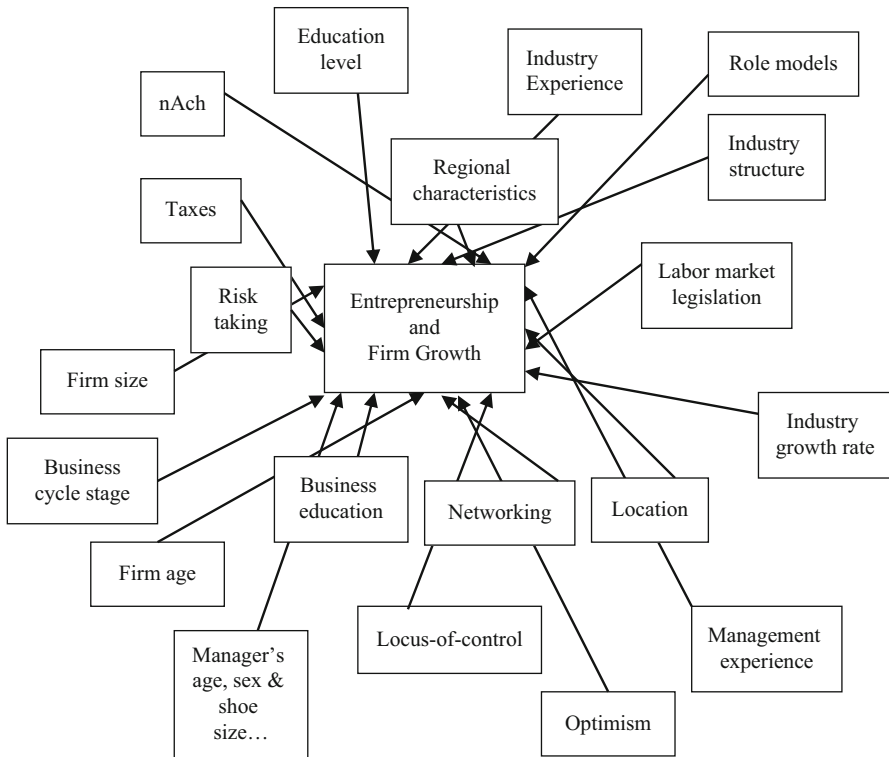 Education
level
Industry
Experience
Role models
nAch
Regional
characteristics
Industry
structure
Taxes
Risk
taking
Entrepreneurship
and
Firm Growth
Labor market
legislation
Firm size
Industry
growth rate
Business
cycle stage
Business
education
Networking
Location
Firm age
Locus-of-control
Management
experience
Manager’s
age, sex &
shoe
size…
Optimism